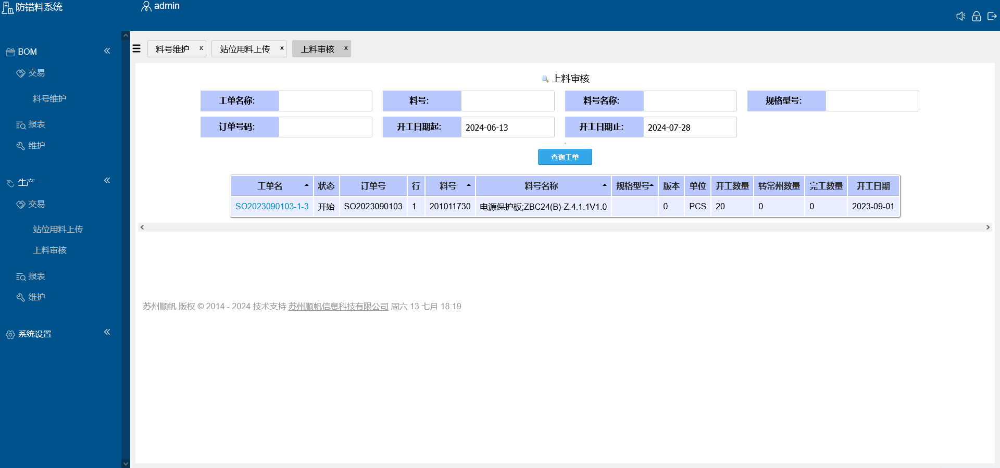 防错料系统
admin
BOM
交易
料号维护
报表
维护
生产
交易
站位用料上传
上料审核
报表
维护
系统设置
料号维护 x 站位用料上传 x 上料审核 x
上料审核
工单名称: 料号: 料号名称: 规格型号:
订单号码: 开工日期起: 2024-06-13 开工日期止: 2024-07-28
查询工单
工单名 状态 订单号 行 料号 料号名称 规格型号 版本 单位 开工数量 转常州数量 完工数量 开工日期
SO2023090103-1-3 开始 SO2023090103 1 201011730 电源保护板;ZBC24(B)-Z.4.1.1V1.0 0 PCS 20 0 0 2023-09-01
苏州顺帆 版权 © 2014 - 2024 技术支持 苏州顺帆信息科技有限公司 周六 13 七月 18:19